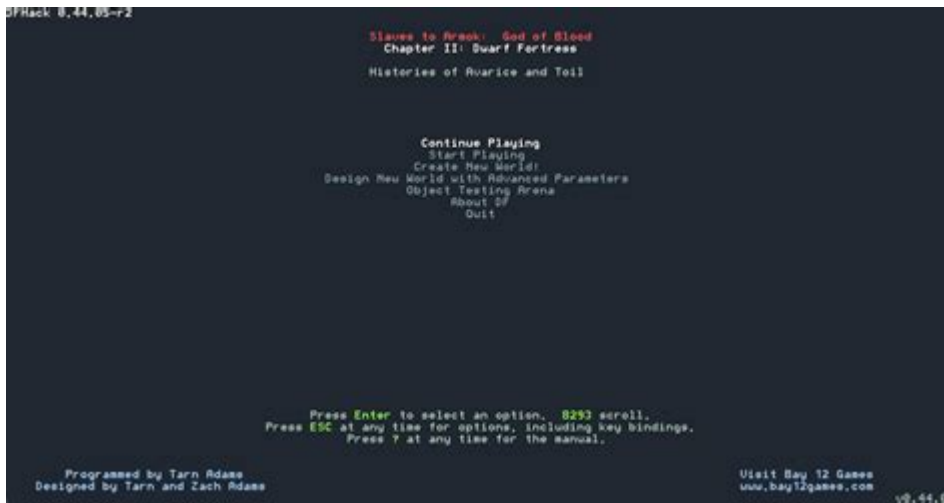 DFHack 0.44.05-r2
Slaves to Armok: God of Blood
Chapter II: Dwarf Fortress
Histories of Avarice and Toil
Continue Playing
Start Playing
Create New World!
Design New World with Advanced Parameters
Object Testing Arena
About DF
Quit
Press Enter to select an option. 8293 scroll.
Press ESC at any time for options, including key bindings.
Press ? at any time for the manual.
Programmed by Tarn Adams
Designed by Tarn and Zach Adams
Visit Bay 12 Games
www.bay12games.com